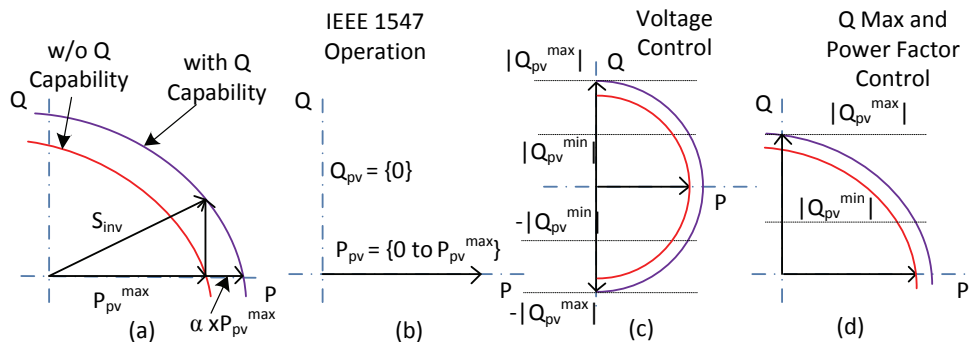 w/o Q
Capability
with Q
Capability
Q
S_inv
P_pv^max
P
α xP_pv^max
(a)
IEEE 1547
Operation
Q
Q_pv = {0}
P_pv = {0 to P_pv^max}
P
(b)
Voltage
Control
|Q_pv^max|
Q
|Q_pv^min|
P
-|Q_pv^min|
-|Q_pv^max|
(c)
Q Max and
Power Factor
Control
Q
|Q_pv^max|
|Q_pv^min|
P
(d)